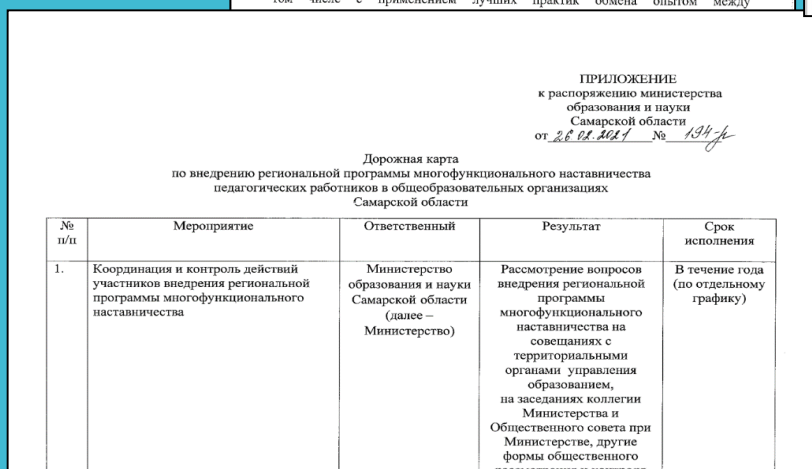 том числе с применением лучших практик обмена опытом между
ПРИЛОЖЕНИЕ
к распоряжению министерства
образования и науки
Самарской области
от 26.02.2021 № 194-р
Дорожная карта
по внедрению региональной программы многофункционального наставничества
педагогических работников в общеобразовательных организациях
Самарской области
№ п/п
Мероприятие
Ответственный
Результат
Срок исполнения
1.
Координация и контроль действий
участников внедрения региональной
программы многофункционального
наставничества
Министерство
образования и науки
Самарской области
(далее –
Министерство)
Рассмотрение вопросов
внедрения региональной
программы
многофункционального
наставничества на
совещаниях с
территориальными
органами управления
образованием,
на заседаниях коллегии
Министерства и
Общественного совета при
Министерстве, другие
формы общественного
В течение года
(по отдельному
графику)